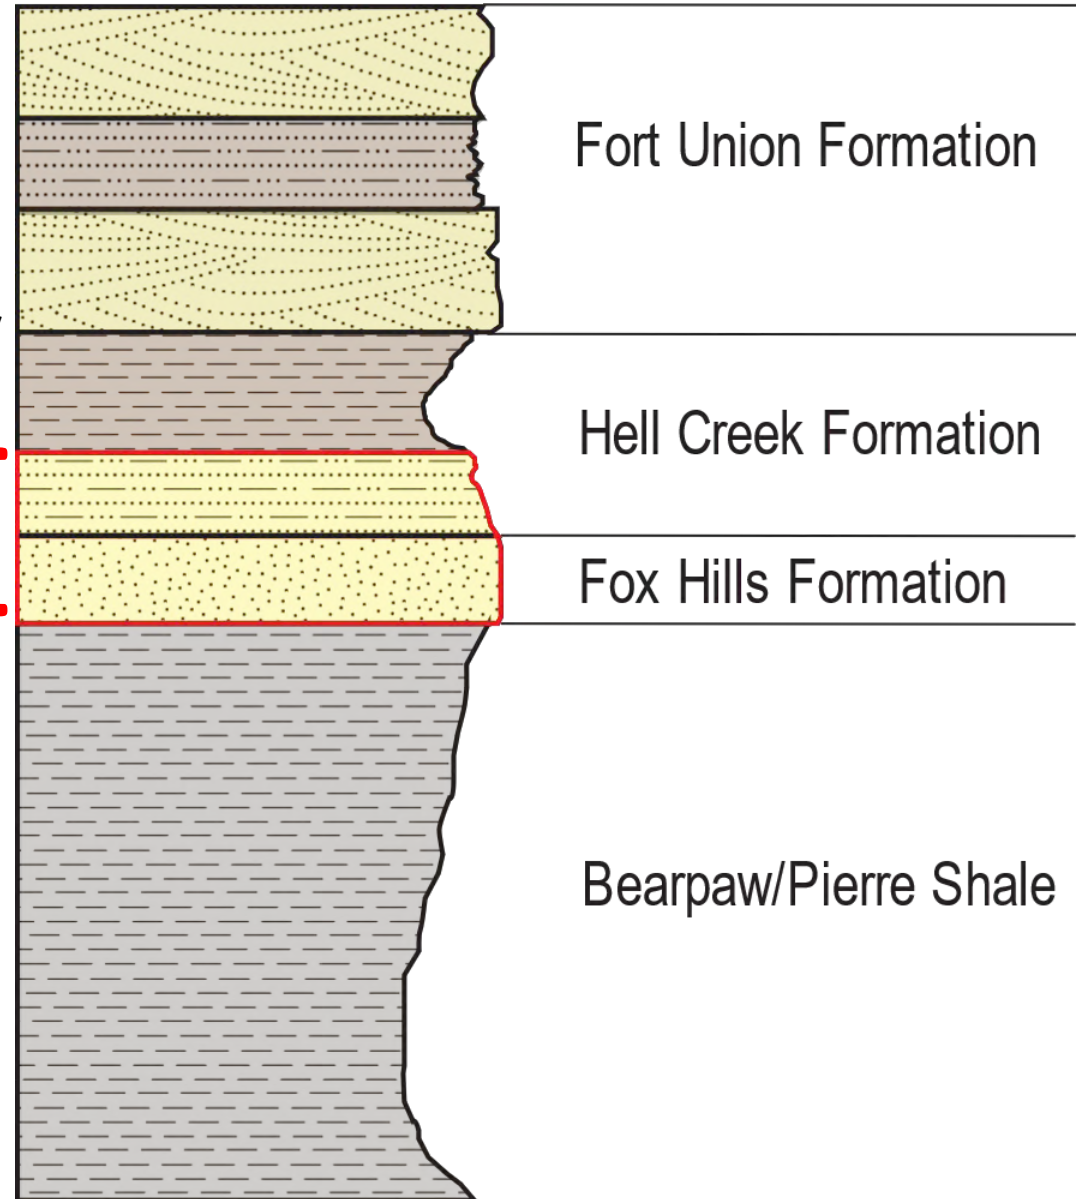 Fort Union Formation
Hell Creek Formation
Fox Hills Formation
Bearpaw/Pierre Shale